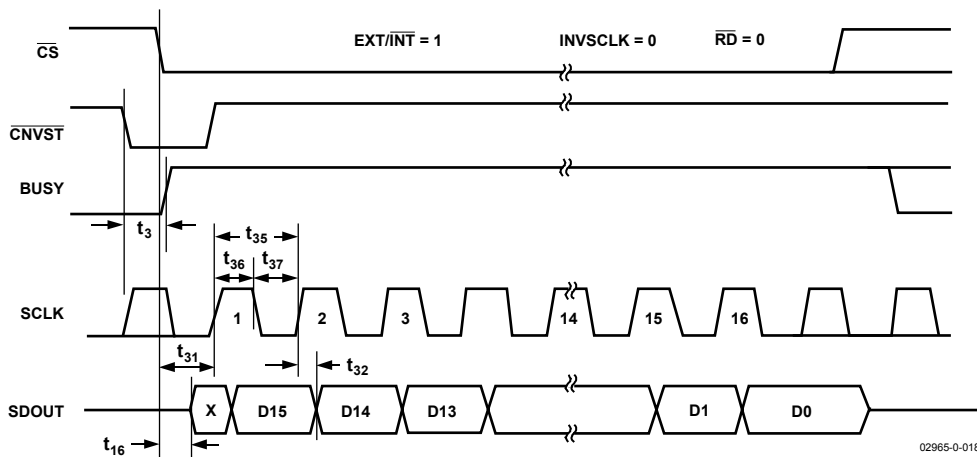 CS EXT/INT = 1 INVSCLK = 0 RD = 0
CNVST
BUSY
t3
t35
t36 t37
SCLK 1 2 3 14 15 16
t31
t32
SDOUT X D15 D14 D13 D1 D0
t16
02965-0-018